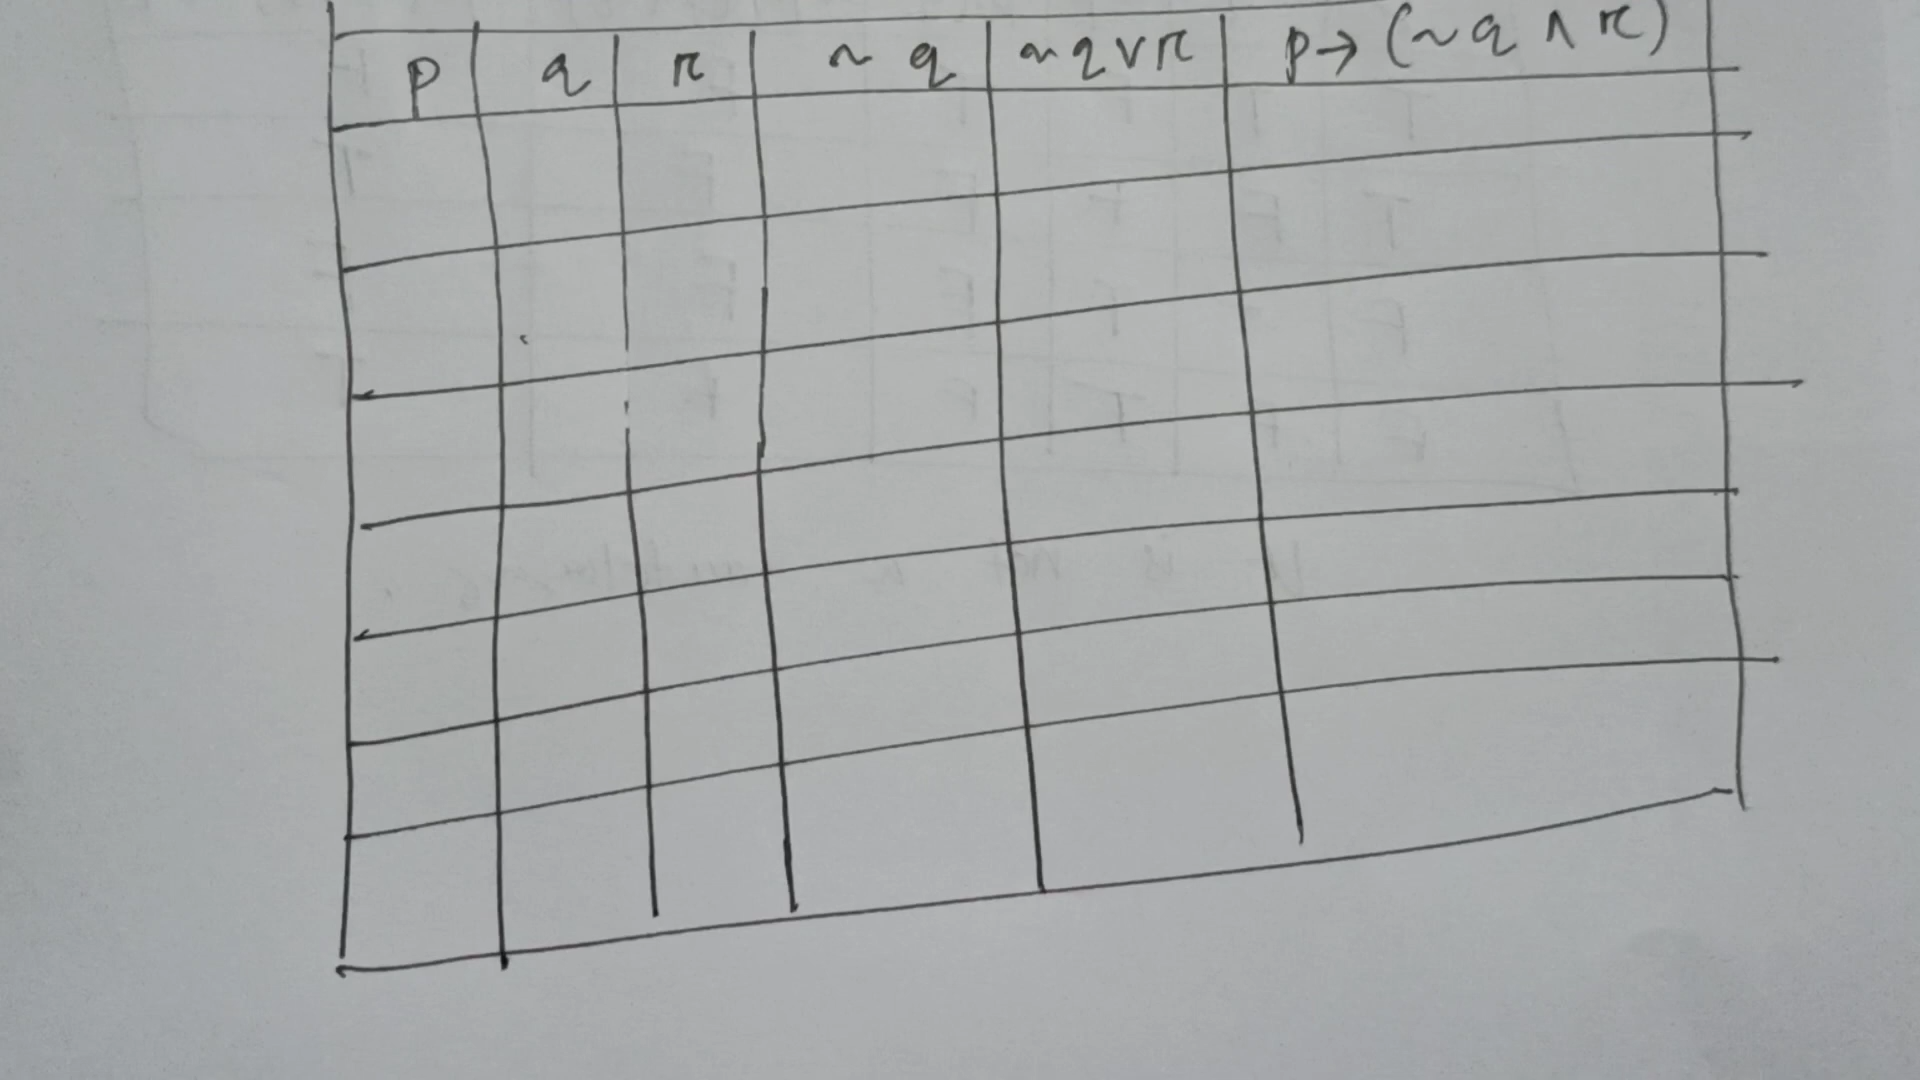 p q r ~ q ~ q ∨ r p → (~ q ∧ r)